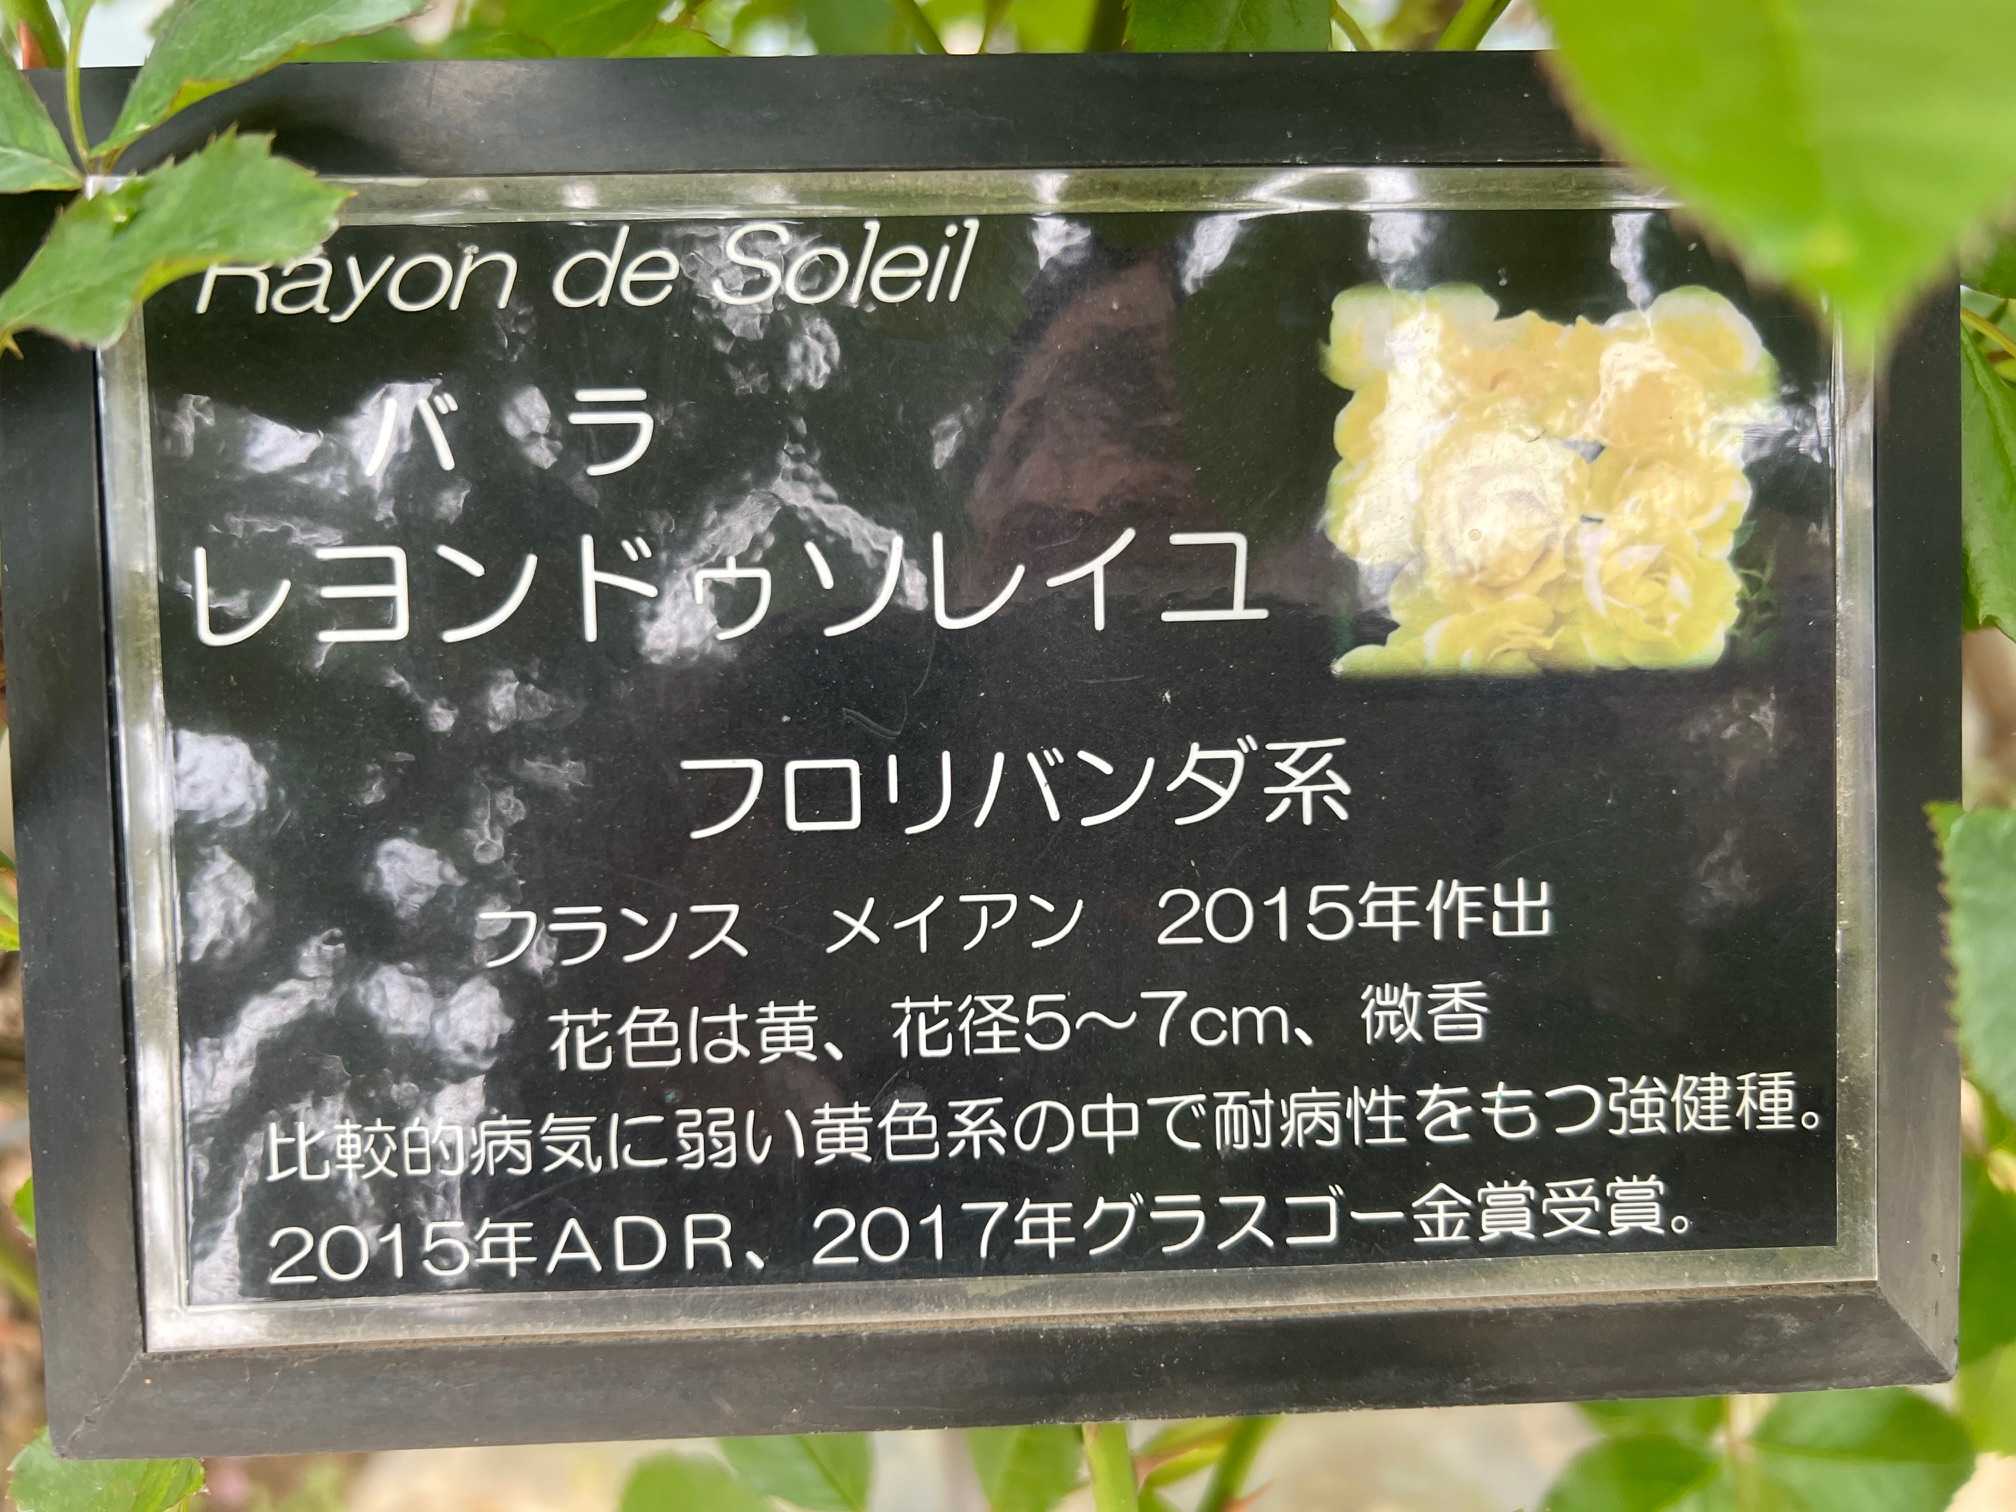 Rayon de Soleil
バラ
レヨンドゥソレイユ
フロリバンダ系
フランス　メイアン　2015年作出
花色は黄、花径5～7cm、微香
比較的病気に弱い黄色系の中で耐病性をもつ強健種。
2015年ADR、2017年グラスゴー金賞受賞。